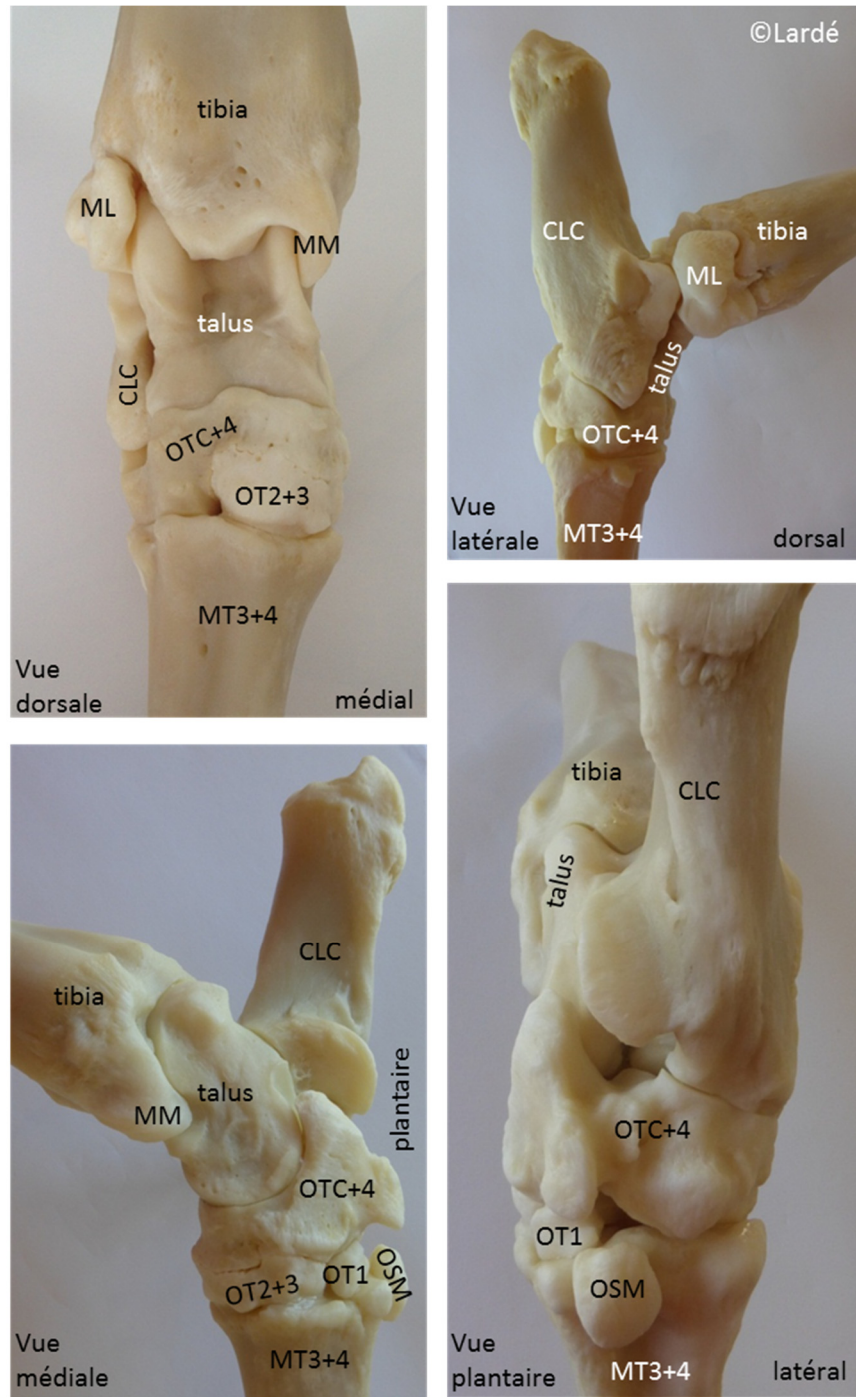 tibia
ML
MM
talus
CLC
OTC+4
OT2+3
MT3+4
Vue
dorsale
médial
©Lardé
CLC
tibia
ML
talus
OTC+4
MT3+4
Vue
latérale
dorsal
CLC
tibia
plantaire
talus
MM
OTC+4
OT2+3
OT1
OSM
MT3+4
Vue
médiale
tibia
CLC
talus
OTC+4
OT1
OSM
MT3+4
Vue
plantaire
latéral